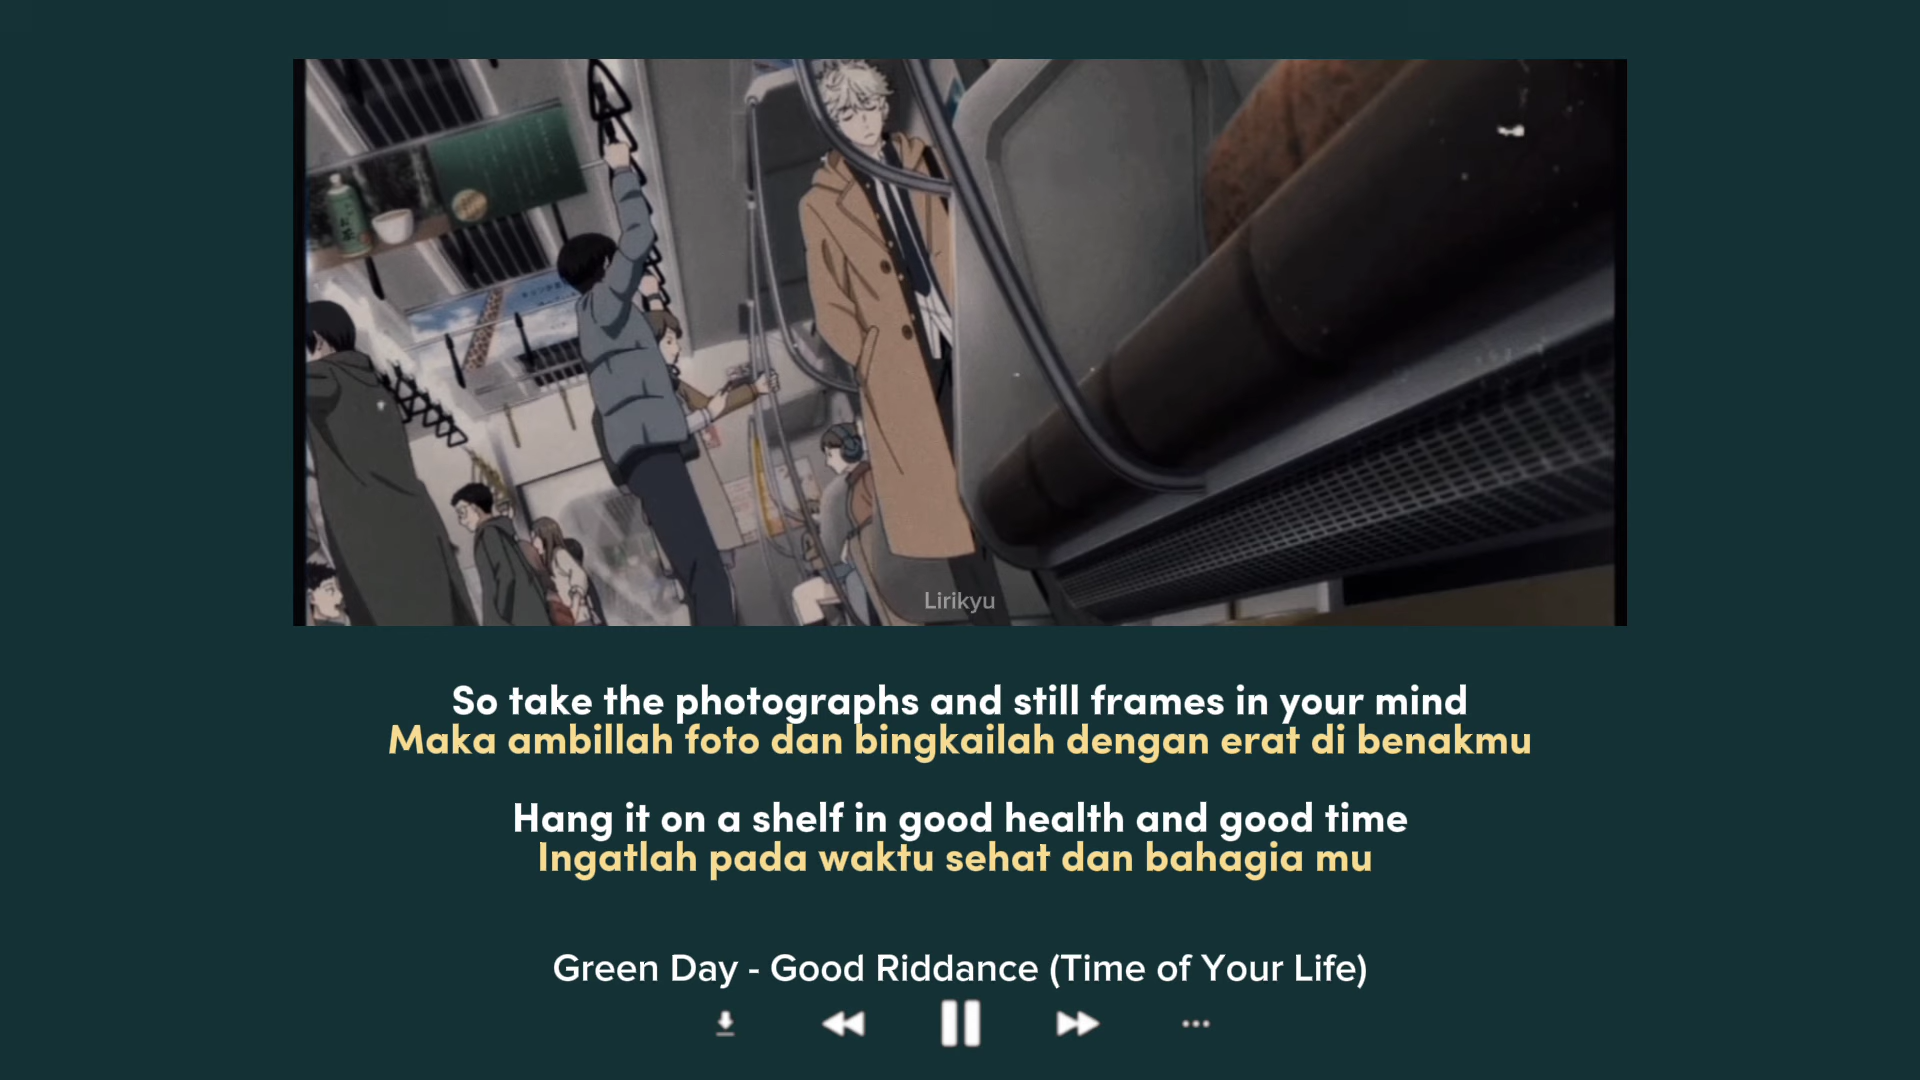 Lirikyu
So take the photographs and still frames in your mind
Maka ambillah foto dan bingkailah dengan erat di benakmu
Hang it on a shelf in good health and good time
Ingatlah pada waktu sehat dan bahagia mu
Green Day - Good Riddance (Time of Your Life)